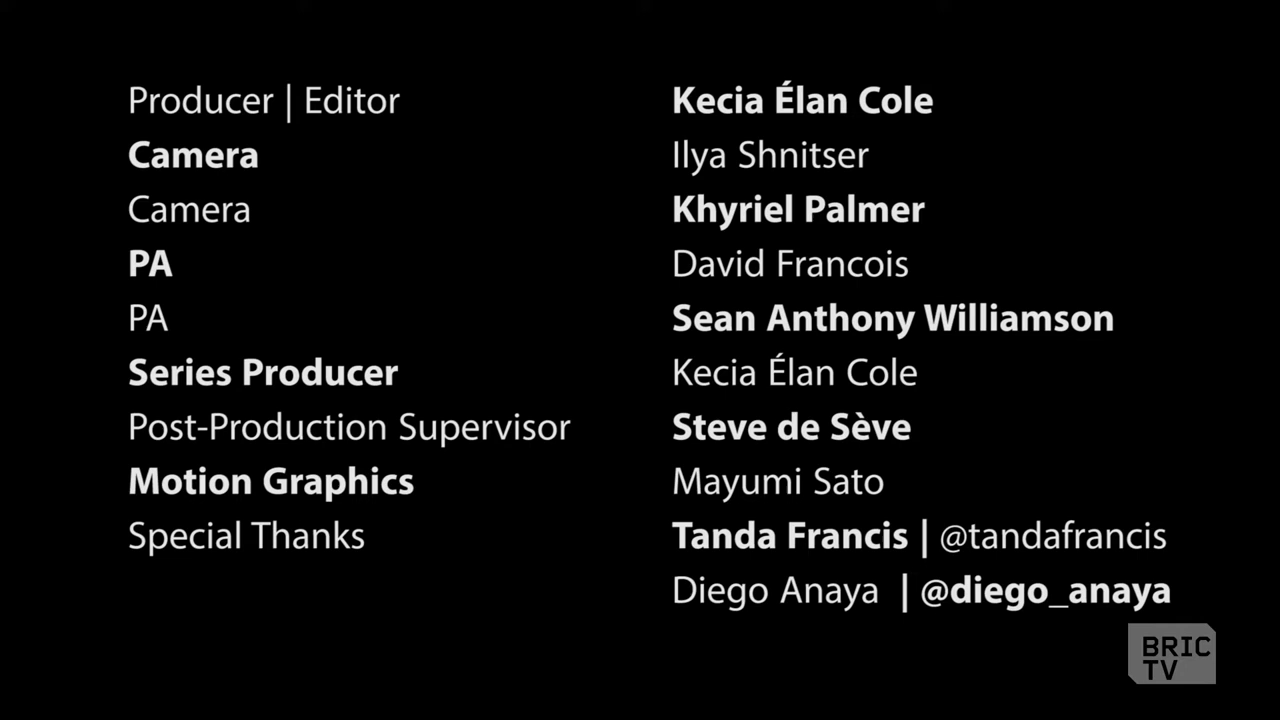 Producer | Editor Kecia Élan Cole
Camera Ilya Shnitser
Camera Khyriel Palmer
PA David Francois
PA Sean Anthony Williamson
Series Producer Kecia Élan Cole
Post-Production Supervisor Steve de Sève
Motion Graphics Mayumi Sato
Special Thanks Tanda Francis | @tandafrancis
Diego Anaya | @diego_anaya
BRIC
TV